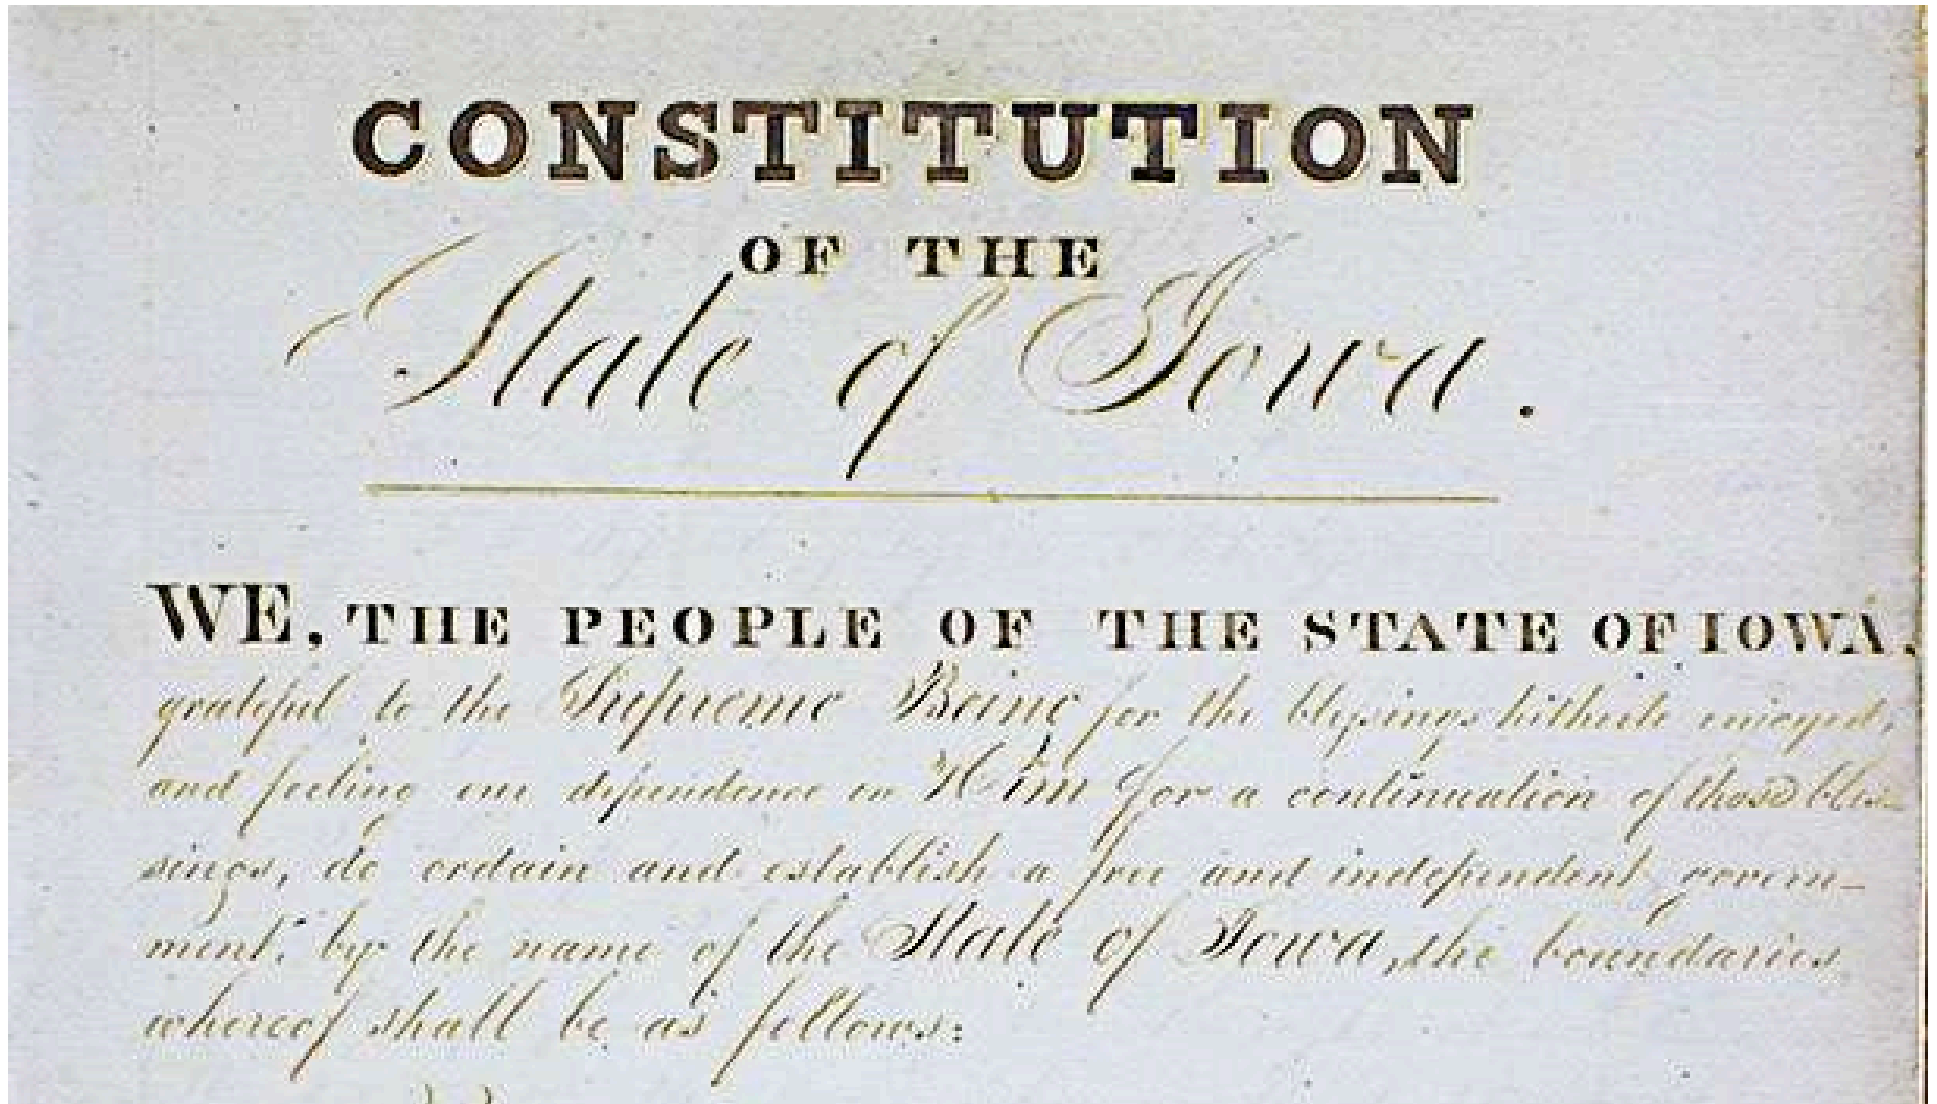 CONSTITUTION
OF THE
State of Iowa.
WE, THE PEOPLE OF THE STATE OF IOWA,
grateful to the Supreme Being for the blessings hitherto enjoyed,
and feeling our dependence on Him for a continuation of those bles-
sings, do ordain and establish a free and independent govern-
ment, by the name of the State of Iowa, the boundaries
whereof shall be as follows: